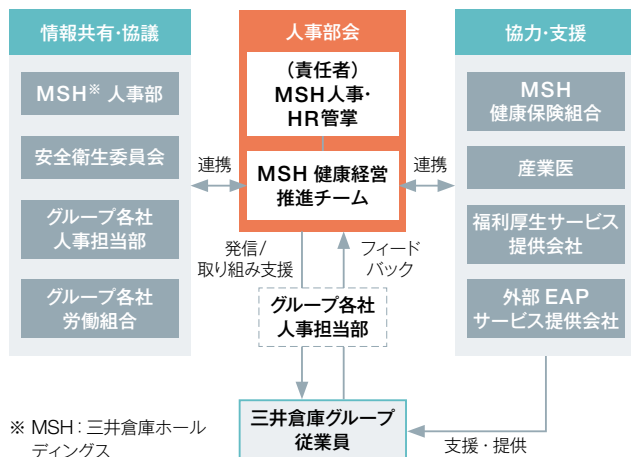 情報共有・協議
MSH※ 人事部
安全衛生委員会
グループ各社
人事担当部
グループ各社
労働組合
連携
人事部会
（責任者）
MSH人事・
HR管掌
MSH 健康経営
推進チーム
連携
協力・支援
MSH
健康保険組合
産業医
福利厚生サービス
提供会社
外部 EAP
サービス提供会社
発信/
取り組み支援
フィード
バック
グループ各社
人事担当部
三井倉庫グループ
従業員
支援・提供
※ MSH：三井倉庫ホール
ディングス